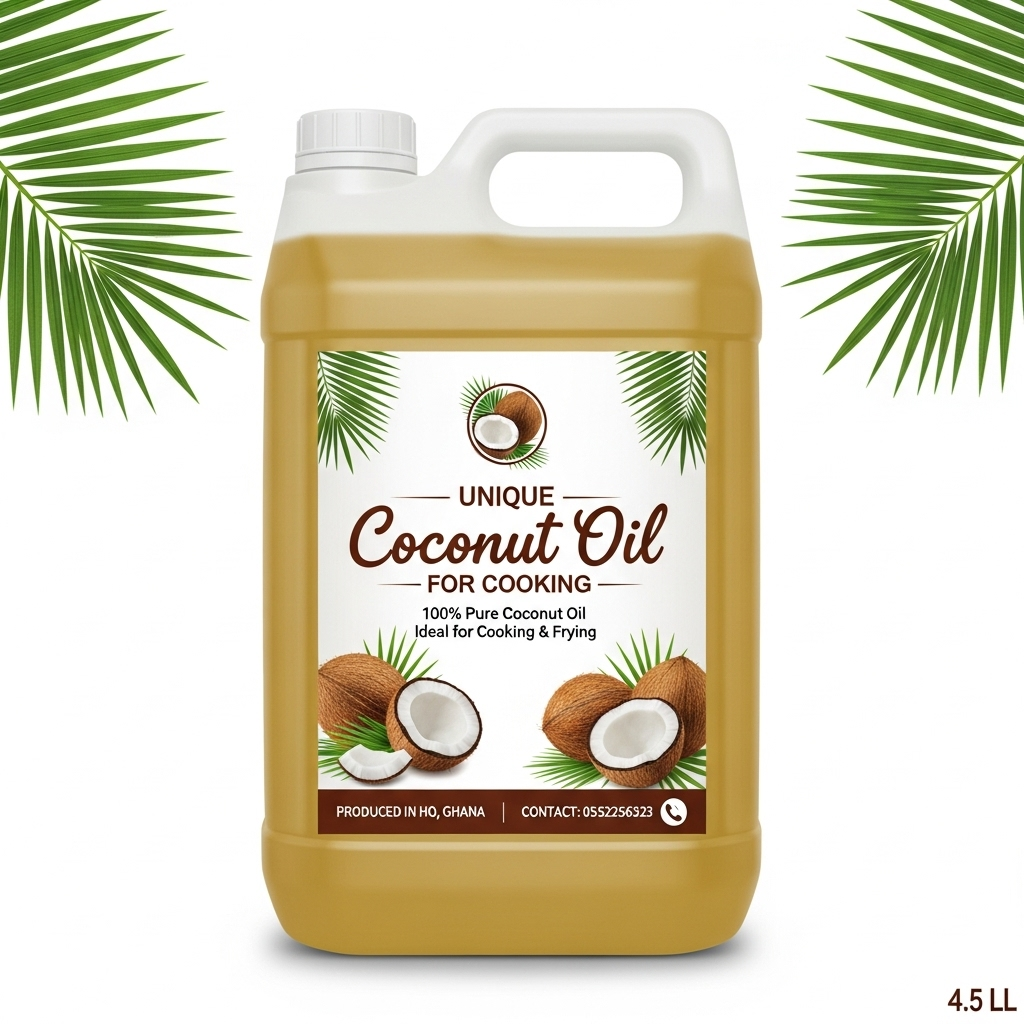 UNIQUE
Coconut Oil
FOR COOKING
100% Pure Coconut Oil
Ideal for Cooking & Frying
PRODUCED IN HO, GHANA | CONTACT: 0552256323
4.5 LL